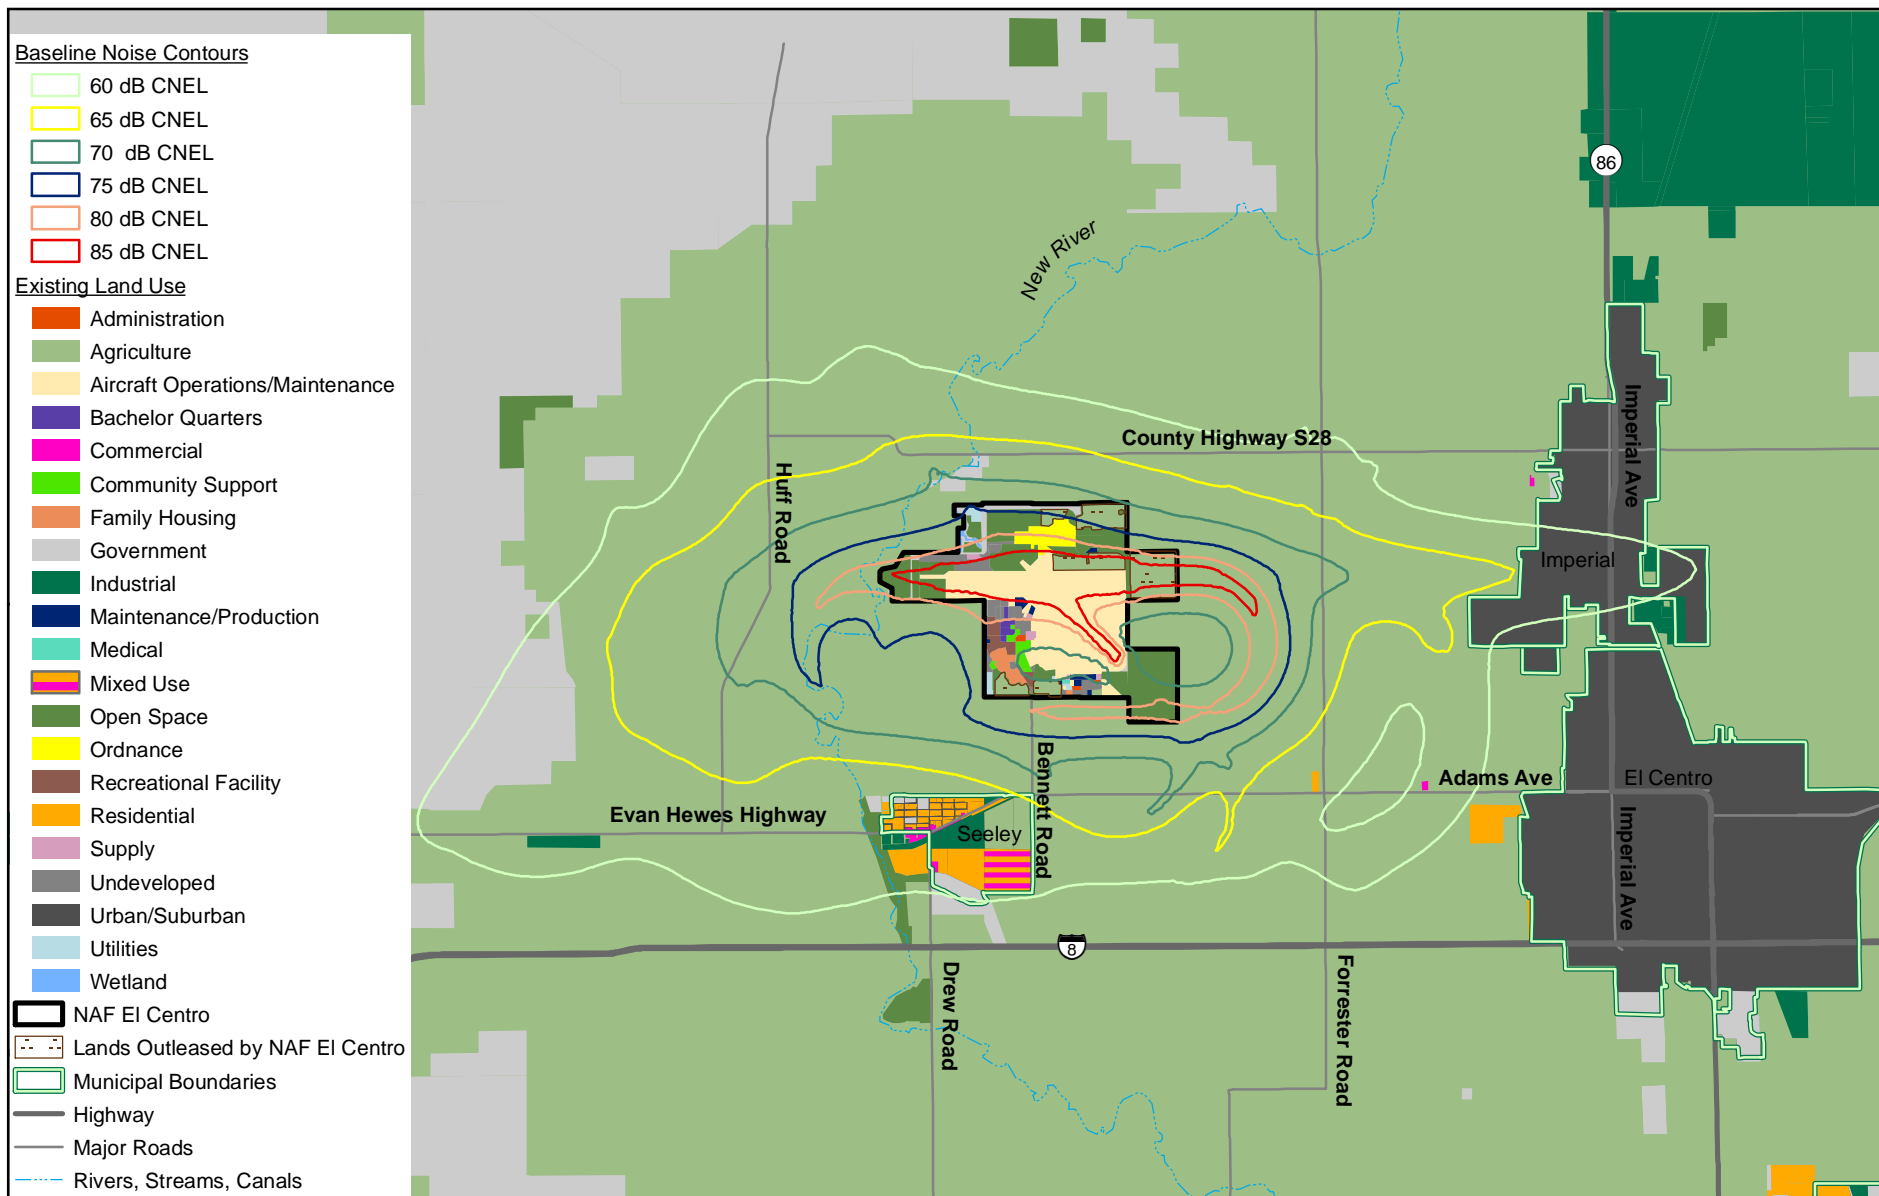 Baseline Noise Contours
60 dB CNEL
65 dB CNEL
70 dB CNEL
75 dB CNEL
80 dB CNEL
85 dB CNEL
Existing Land Use
Administration
Agriculture
Aircraft Operations/Maintenance
Bachelor Quarters
Commercial
Community Support
Family Housing
Government
Industrial
Maintenance/Production
Medical
Mixed Use
Open Space
Ordnance
Recreational Facility
Residential
Supply
Undeveloped
Urban/Suburban
Utilities
Wetland
NAF El Centro
Lands Outleased by NAF El Centro
Municipal Boundaries
Highway
Major Roads
Rivers, Streams, Canals
86
New River
County Highway S28
Imperial Ave
Huff Road
Imperial
Bennett Road
Adams Ave
El Centro
Evan Hewes Highway
Seeley
Imperial Ave
8
Drew Road
Forrester Road